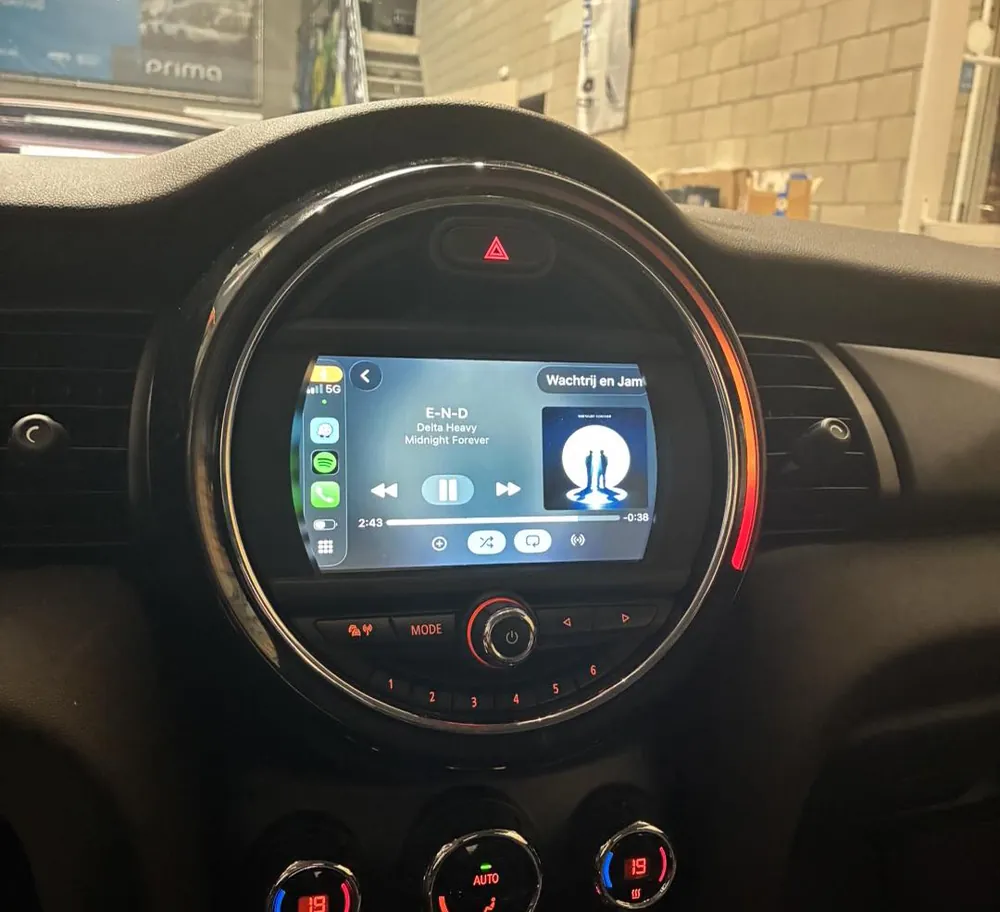 prima
5G
Wachtrij en Jam
E-N-D
Delta Heavy
Midnight Forever
2:43
-0:38
MODE
1
2
3
4
5
6
AUTO
19
19